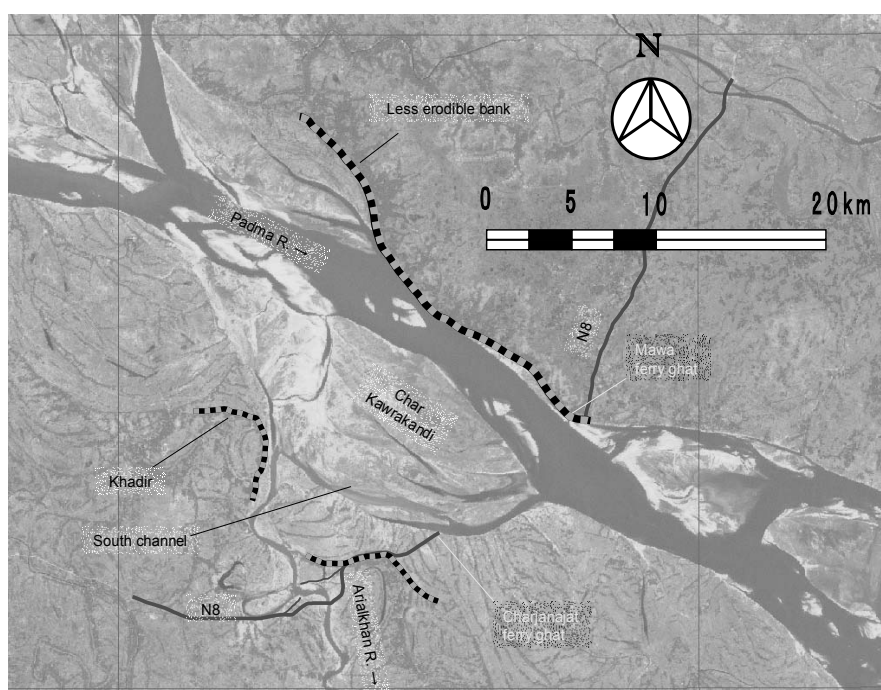 N
Less erodible bank
0 5 10 20km
Padma R. →
N8
Mawa
ferry ghat
Char
Kawrakandi
Khadir
South channel
N8
Arialkhan R. →
Charjanajat
ferry ghat